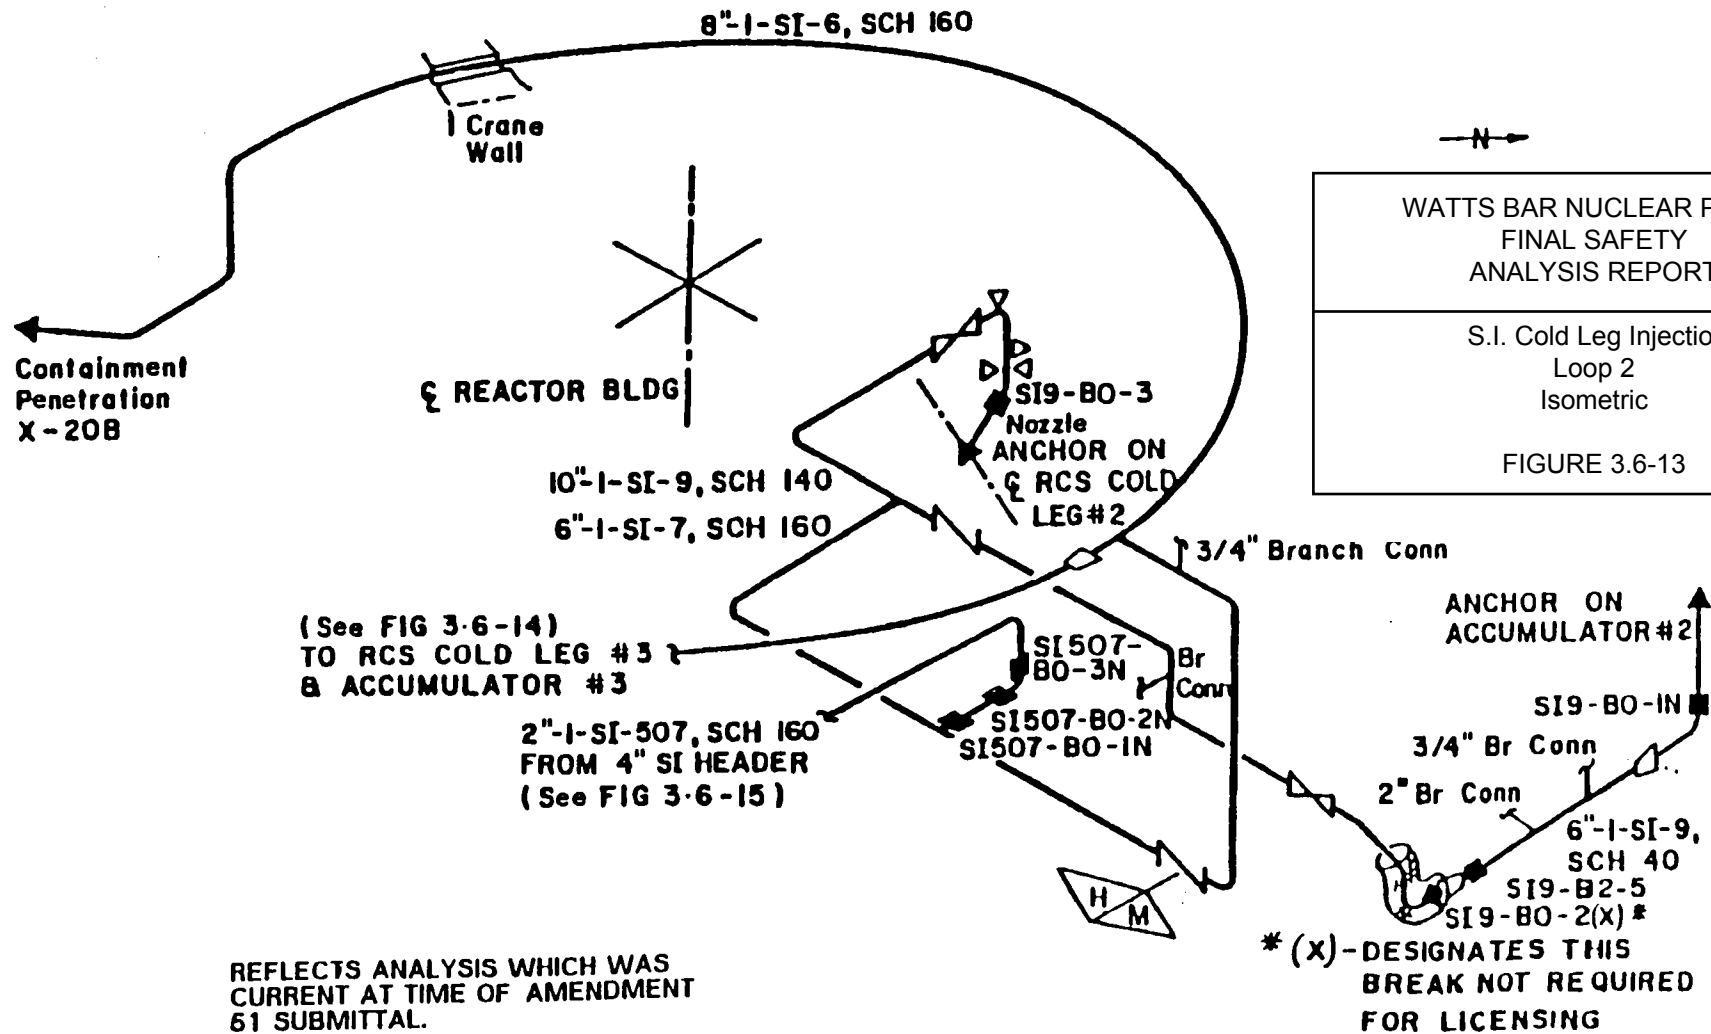 8"-1-SI-6, SCH 160
Crane
Wall
N
WATTS BAR NUCLEAR P
FINAL SAFETY
ANALYSIS REPORT
S.I. Cold Leg Injectio
Loop 2
Isometric
FIGURE 3.6-13
Containment
Penetration
X-20B
℄ REACTOR BLDG
SI9-BO-3
Nozzle
ANCHOR ON
℄ RCS COLD
LEG#2
10"-1-SI-9, SCH 140
6"-1-SI-7, SCH 160
3/4" Branch Conn
(See FIG 3.6-14)
TO RCS COLD LEG #3
& ACCUMULATOR #3
SI507-
BO-3N
Br
Conn
SI507-BO-2N
SI507-BO-1N
2"-1-SI-507, SCH 160
FROM 4" SI HEADER
(See FIG 3.6-15)
ANCHOR ON
ACCUMULATOR#2
SI9-BO-1N
3/4" Br Conn
2" Br Conn
6"-1-SI-9,
SCH 40
SI9-B2-5
SI9-BO-2(X)*
H
M
*(X)-DESIGNATES THIS
BREAK NOT REQUIRED
FOR LICENSING
REFLECTS ANALYSIS WHICH WAS
CURRENT AT TIME OF AMENDMENT
61 SUBMITTAL.